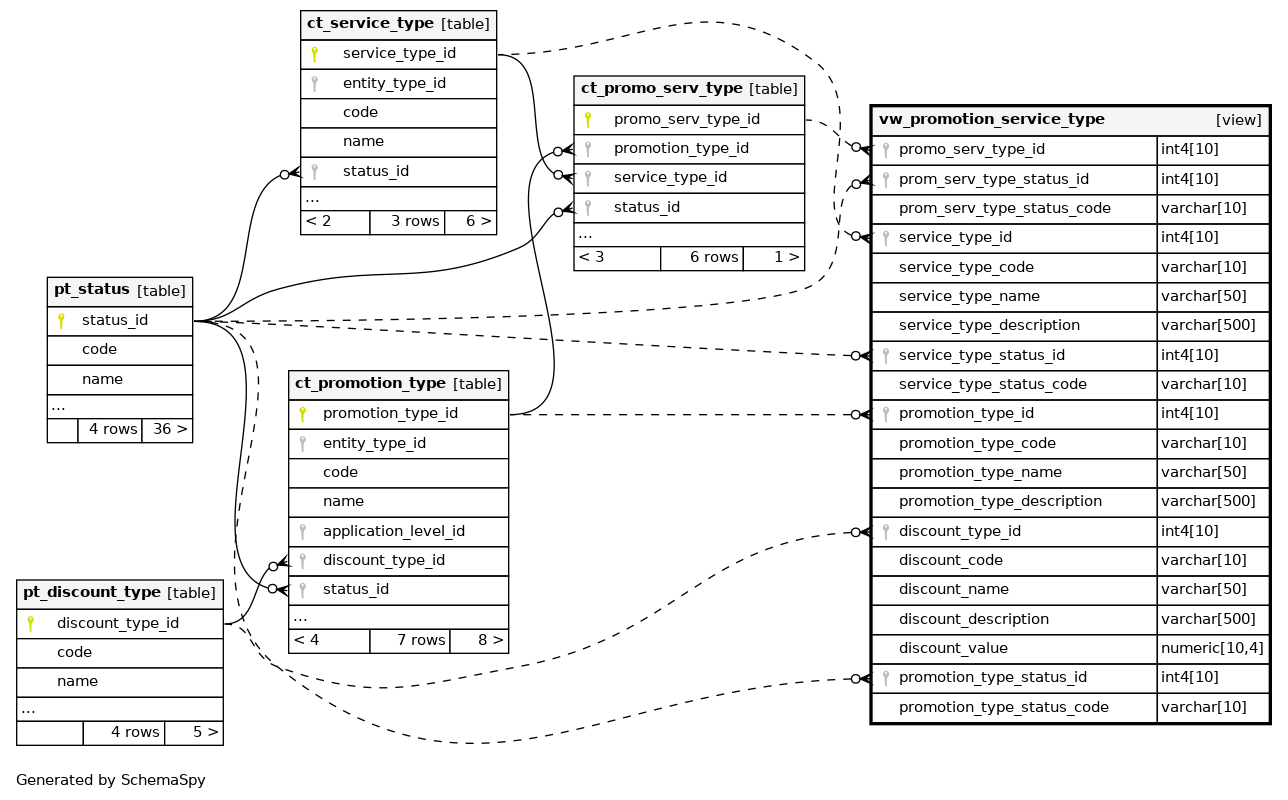 ct_service_type [table]
service_type_id
entity_type_id
code
name
status_id
...
< 2 3 rows 6 >
ct_promo_serv_type [table]
promo_serv_type_id
promotion_type_id
service_type_id
status_id
...
< 3 6 rows 1 >
vw_promotion_service_type [view]
promo_serv_type_id int4[10]
prom_serv_type_status_id int4[10]
prom_serv_type_status_code varchar[10]
service_type_id int4[10]
service_type_code varchar[10]
service_type_name varchar[50]
service_type_description varchar[500]
service_type_status_id int4[10]
service_type_status_code varchar[10]
promotion_type_id int4[10]
promotion_type_code varchar[10]
promotion_type_name varchar[50]
promotion_type_description varchar[500]
discount_type_id int4[10]
discount_code varchar[10]
discount_name varchar[50]
discount_description varchar[500]
discount_value numeric[10,4]
promotion_type_status_id int4[10]
promotion_type_status_code varchar[10]
pt_status [table]
status_id
code
name
...
4 rows 36 >
ct_promotion_type [table]
promotion_type_id
entity_type_id
code
name
application_level_id
discount_type_id
status_id
...
< 4 7 rows 8 >
pt_discount_type [table]
discount_type_id
code
name
...
4 rows 5 >
Generated by SchemaSpy